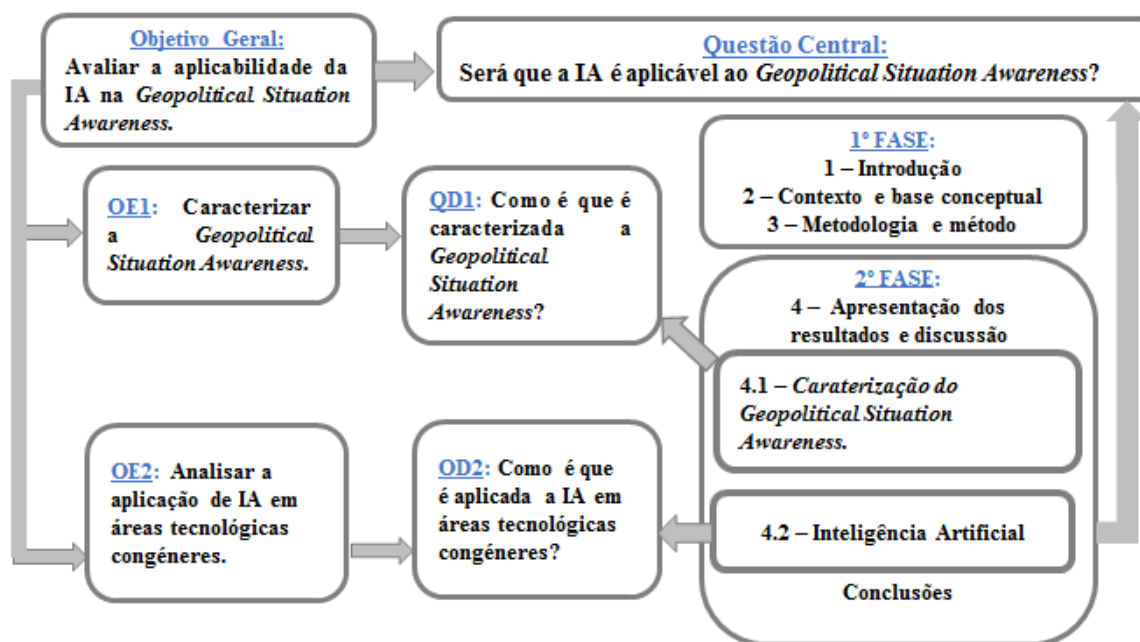 Objetivo Geral:
Avaliar a aplicabilidade da
IA na Geopolitical Situation
Awareness.
Questão Central:
Será que a IA é aplicável ao Geopolitical Situation Awareness?
OE1: Caracterizar
a Geopolitical
Situation Awareness.
QD1: Como é que é
caracterizada a
Geopolitical
Situation
Awareness?
1º FASE:
1 – Introdução
2 – Contexto e base conceptual
3 – Metodologia e método
2º FASE:
4 – Apresentação dos
resultados e discussão
4.1 – Caraterização do
Geopolitical Situation
Awareness.
OE2: Analisar a
aplicação de IA em
áreas tecnológicas
congéneres.
OD2: Como é que
é aplicada a IA em
áreas tecnológicas
congéneres?
4.2 – Inteligência Artificial
Conclusões